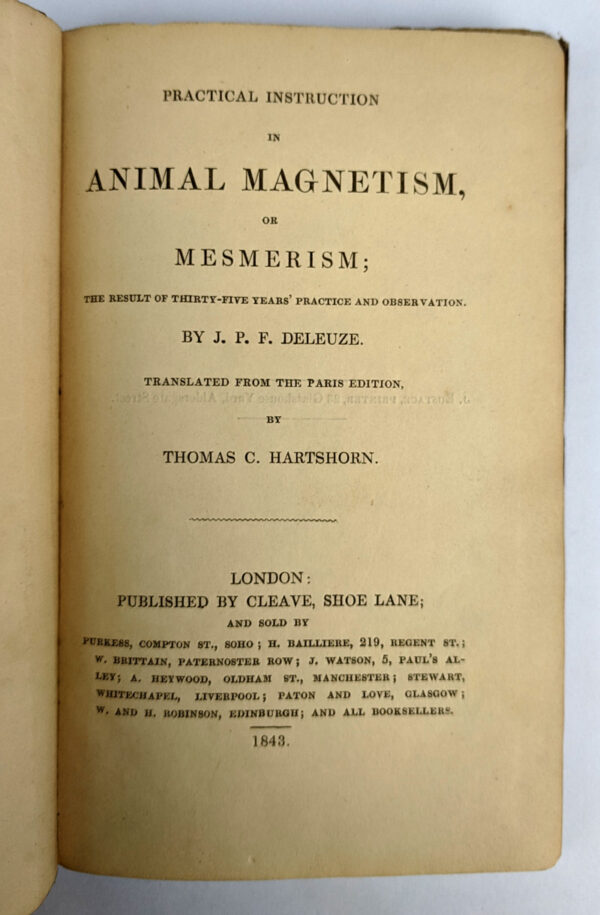 PRACTICAL INSTRUCTION
IN
ANIMAL MAGNETISM,
OR
MESMERISM;
THE RESULT OF THIRTY-FIVE YEARS' PRACTICE AND OBSERVATION.
BY J. P. F. DELEUZE.
TRANSLATED FROM THE PARIS EDITION,
BY
THOMAS C. HARTSHORN.
LONDON:
PUBLISHED BY CLEAVE, SHOE LANE;
AND SOLD BY
PURKESS, COMPTON ST., SOHO; H. BAILLIERE, 219, REGENT ST.;
W. BRITTAIN, PATERNOSTER ROW; J. WATSON, 5, PAUL'S AL-
LEY; A. HEYWOOD, OLDHAM ST., MANCHESTER; STEWART,
WHITECHAPEL, LIVERPOOL; PATON AND LOVE, GLASGOW;
W. AND H. ROBINSON, EDINBURGH; AND ALL BOOKSELLERS.
1843.